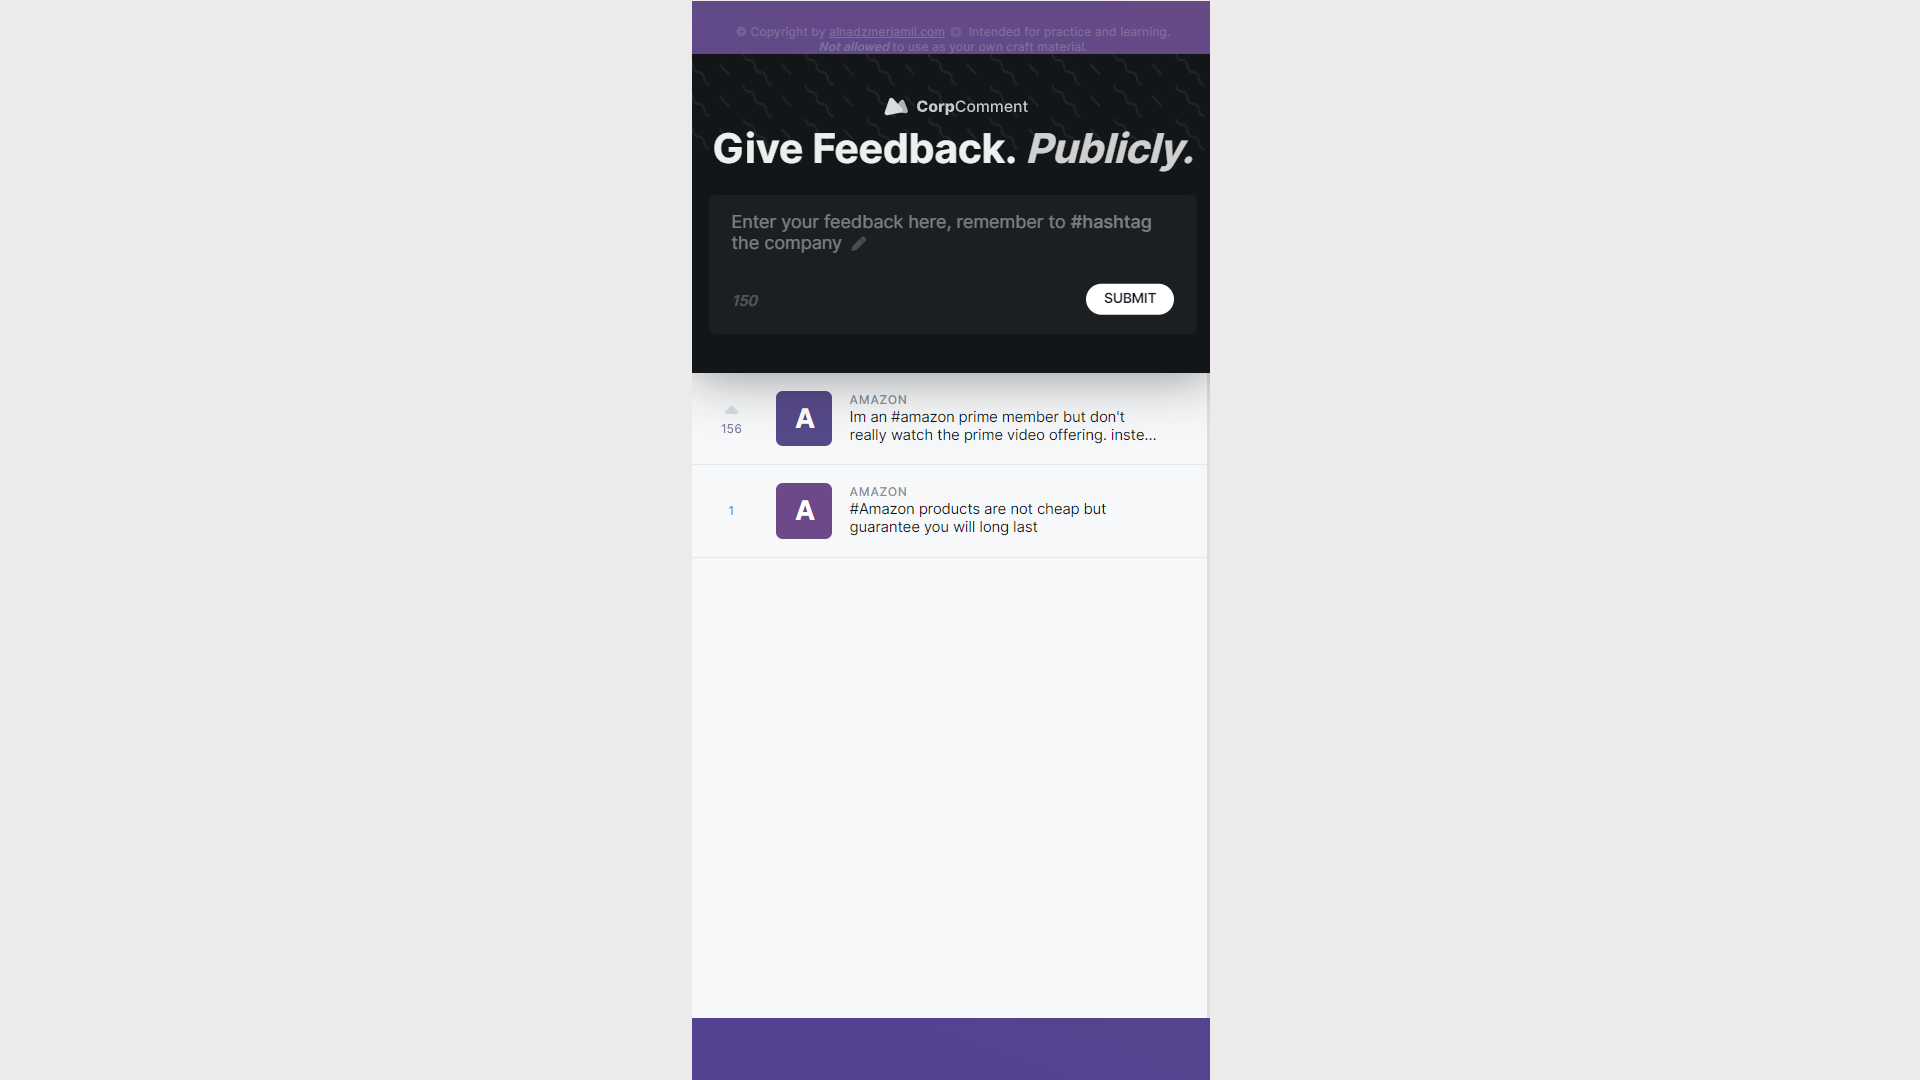 © Copyright by alnadzmerjamil.com Intended for practice and learning.
Not allowed to use as your own craft material.
CorpComment
Give Feedback. Publicly.
Enter your feedback here, remember to #hashtag
the company
150
SUBMIT
156
A
AMAZON
Im an #amazon prime member but don't
really watch the prime video offering. inste...
1
A
AMAZON
#Amazon products are not cheap but
guarantee you will long last